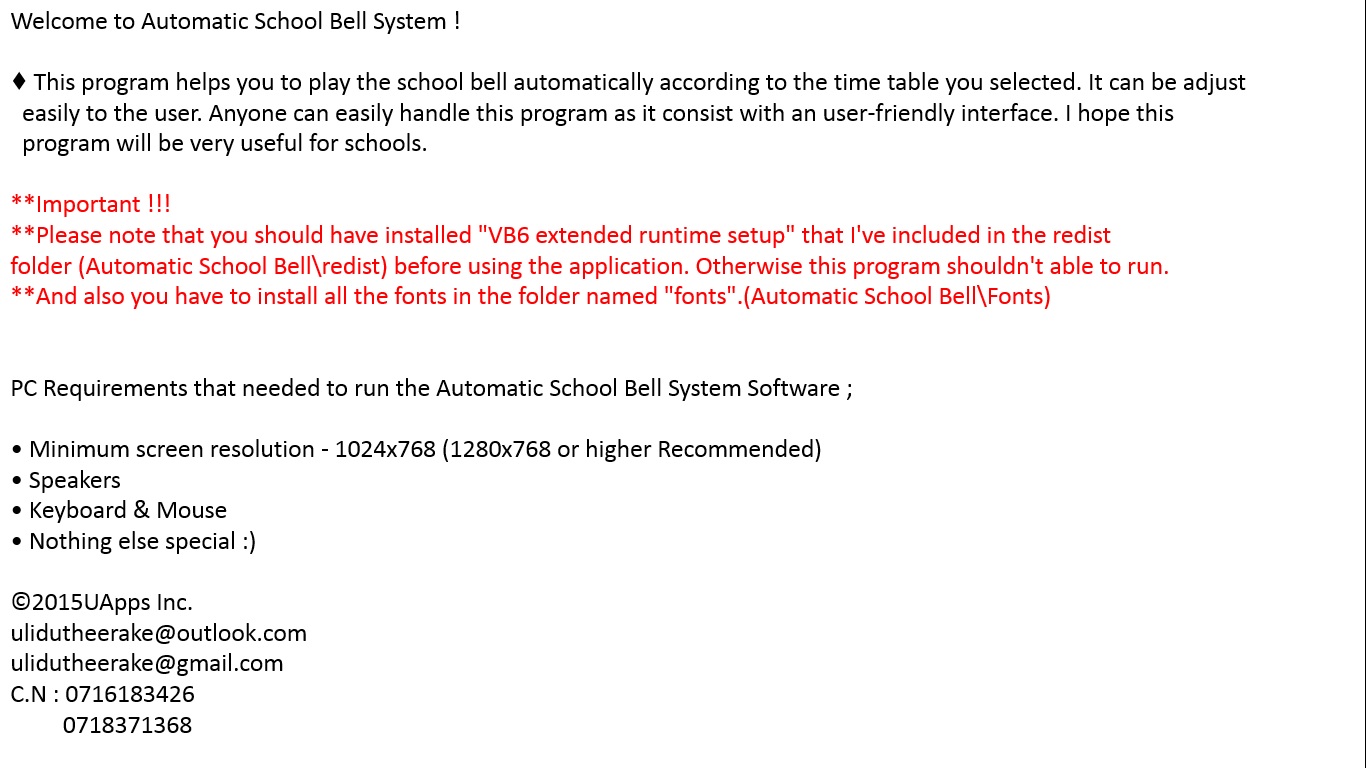 Welcome to Automatic School Bell System !
♦ This program helps you to play the school bell automatically according to the time table you selected. It can be adjust
easily to the user. Anyone can easily handle this program as it consist with an user-friendly interface. I hope this
program will be very useful for schools.
**Important !!!
**Please note that you should have installed "VB6 extended runtime setup" that I've included in the redist
folder (Automatic School Bell\redist) before using the application. Otherwise this program shouldn't able to run.
**And also you have to install all the fonts in the folder named "fonts".(Automatic School Bell\Fonts)
PC Requirements that needed to run the Automatic School Bell System Software ;
• Minimum screen resolution - 1024x768 (1280x768 or higher Recommended)
• Speakers
• Keyboard & Mouse
• Nothing else special :)
©2015UApps Inc.
ulidutheerake@outlook.com
ulidutheerake@gmail.com
C.N : 0716183426
0718371368